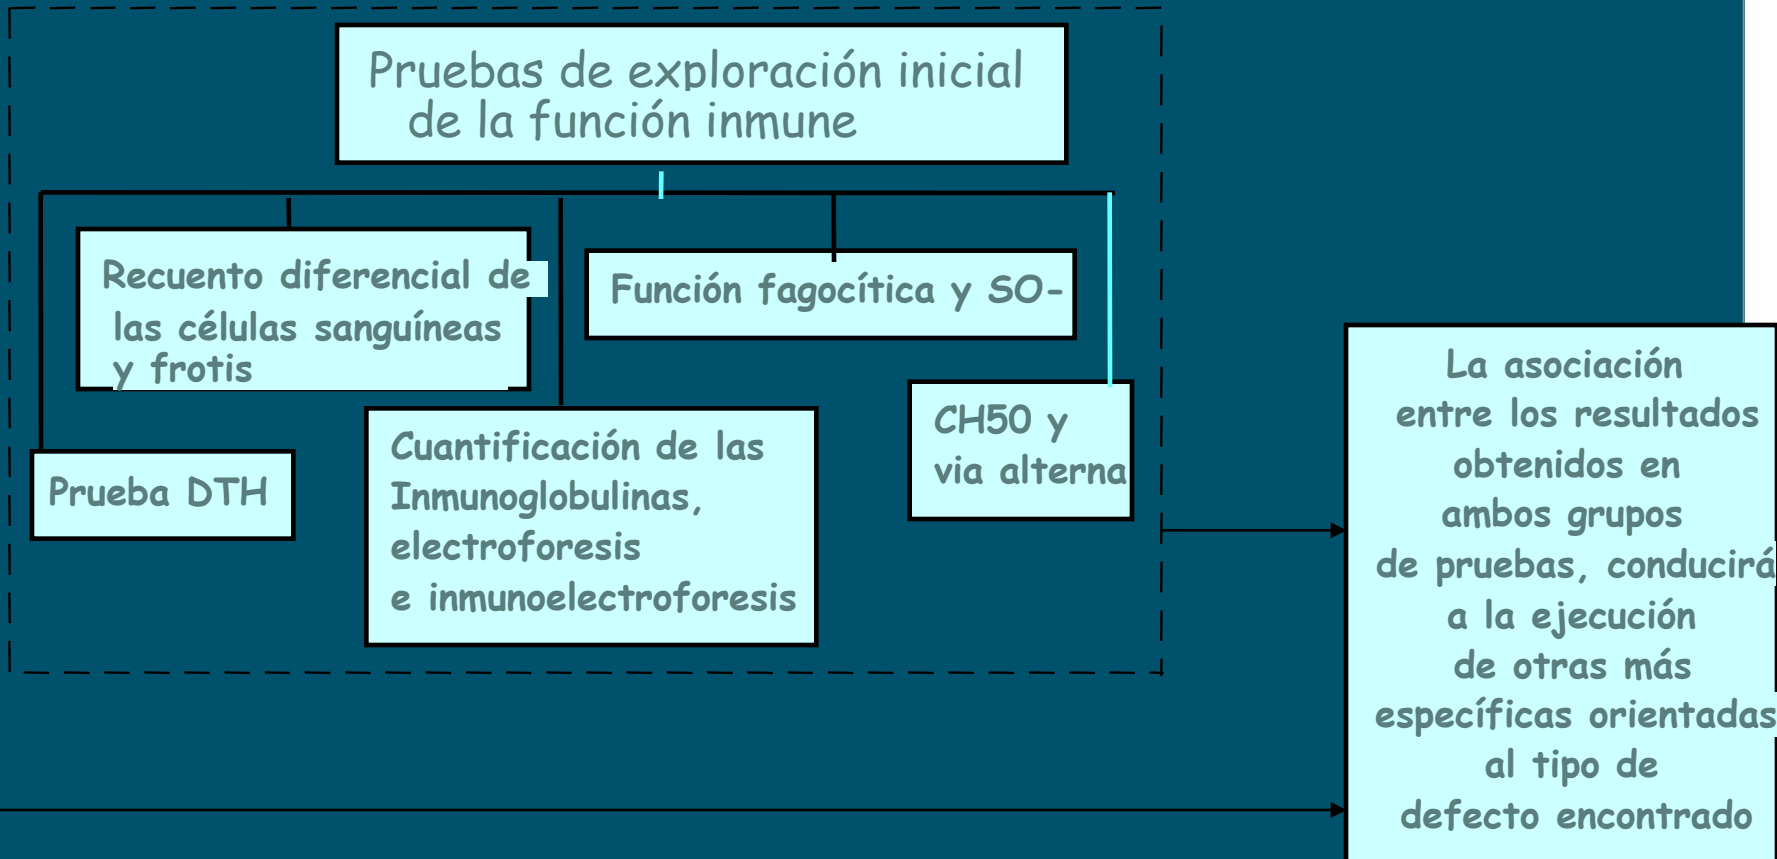 Pruebas de exploración inicial
de la función inmune
Recuento diferencial de
las células sanguíneas
y frotis
Función fagocítica y SO-
Prueba DTH
Cuantificación de las
Inmunoglobulinas,
electroforesis
e inmunoelectroforesis
CH50 y
via alterna
La asociación
entre los resultados
obtenidos en
ambos grupos
de pruebas, conducirá
a la ejecución
de otras más
específicas orientadas
al tipo de
defecto encontrado